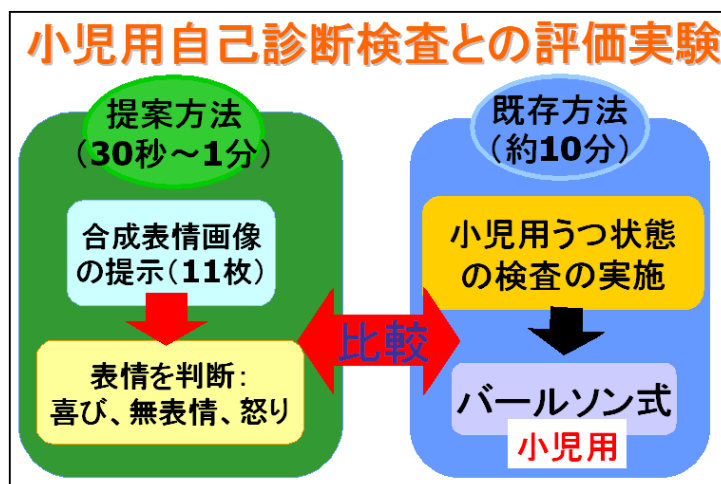 小児用自己診断検査との評価実験
提案方法
（30秒～1分）
合成表情画像
の提示（11枚）
表情を判断：
喜び、無表情、怒り
比較
既存方法
（約10分）
小児用うつ状態
の検査の実施
バールソン式
小児用